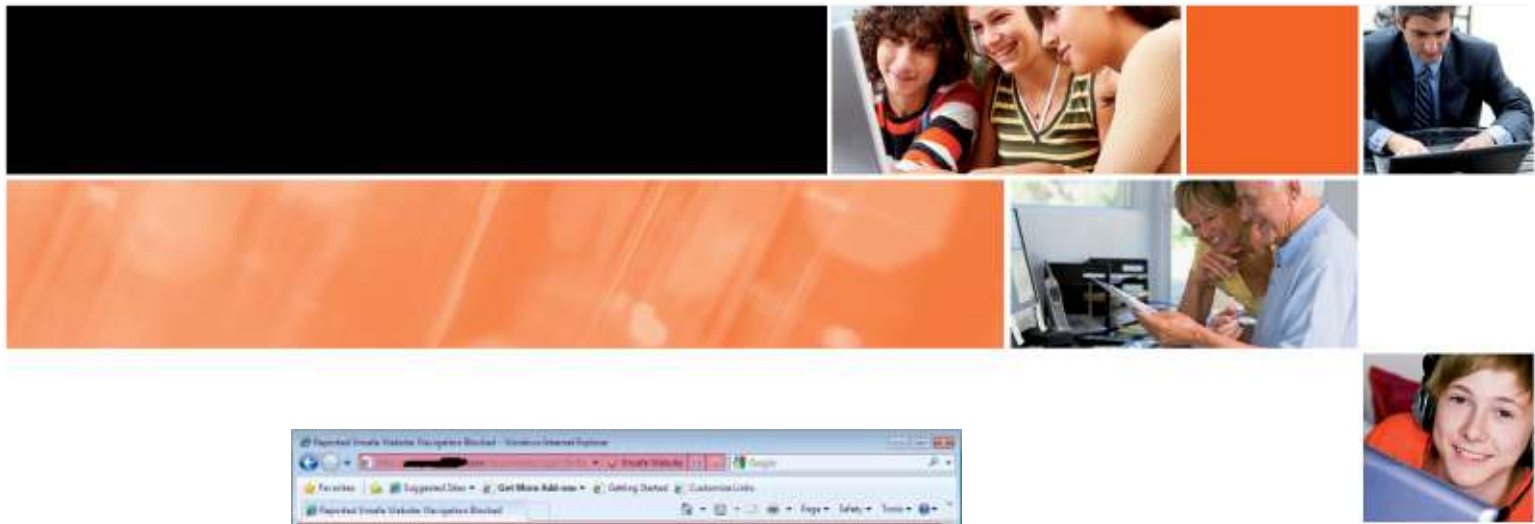 Reported Unsafe Website: Navigation Blocked - Windows Internet Explorer
Unsafe Website Google
Favorites Suggested Sites Get More Add-ons Getting Started Customize Links
Reported Unsafe Website: Navigation Blocked Page Safety Tools